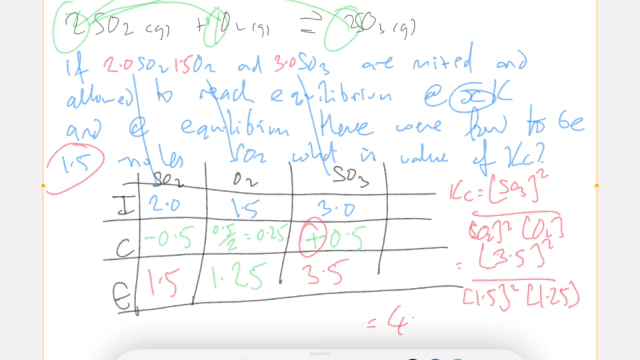 2SO₂ (g) + O₂ (g) ⇌ 2SO₃ (g)
If 2.0 SO₂ 1.5 O₂ ad 3.0 SO₃ are mixed and
allowed to reach equilibrium @ x K
and @ equilibrium there were found to be
1.5 moles SO₂ what is value of Kc?
SO₂ O₂ SO₃
I 2.0 1.5 3.0
C -0.5 0.5/2 = 0.25 +0.5
E 1.5 1.25 3.5
Kc = [SO₃]²
[SO₂]² [O₂]
= [3.5]²
[1.5]² [1.25]
= 4.